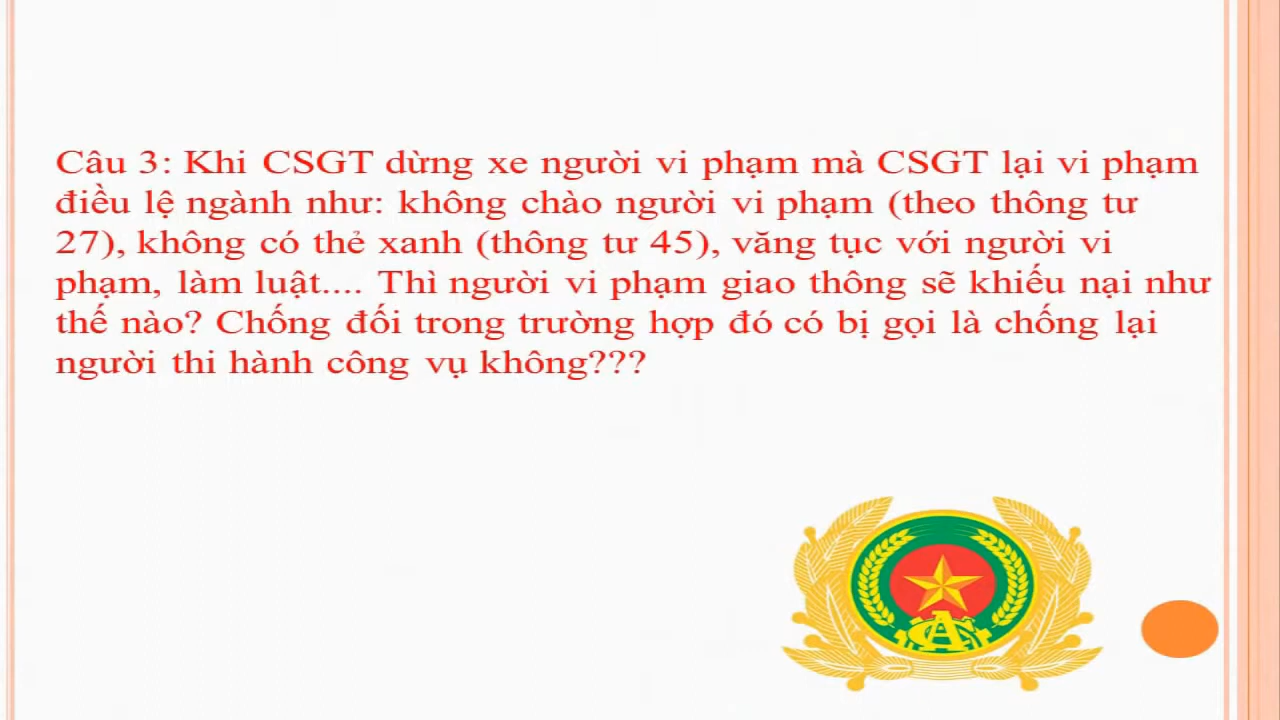 Câu 3: Khi CSGT dừng xe người vi phạm mà CSGT lại vi phạm
điều lệ ngành như: không chào người vi phạm (theo thông tư
27), không có thẻ xanh (thông tư 45), văng tục với người vi
phạm, làm luật.... Thì người vi phạm giao thông sẽ khiếu nại như
thế nào? Chống đối trong trường hợp đó có bị gọi là chống lại
người thi hành công vụ không???
CA